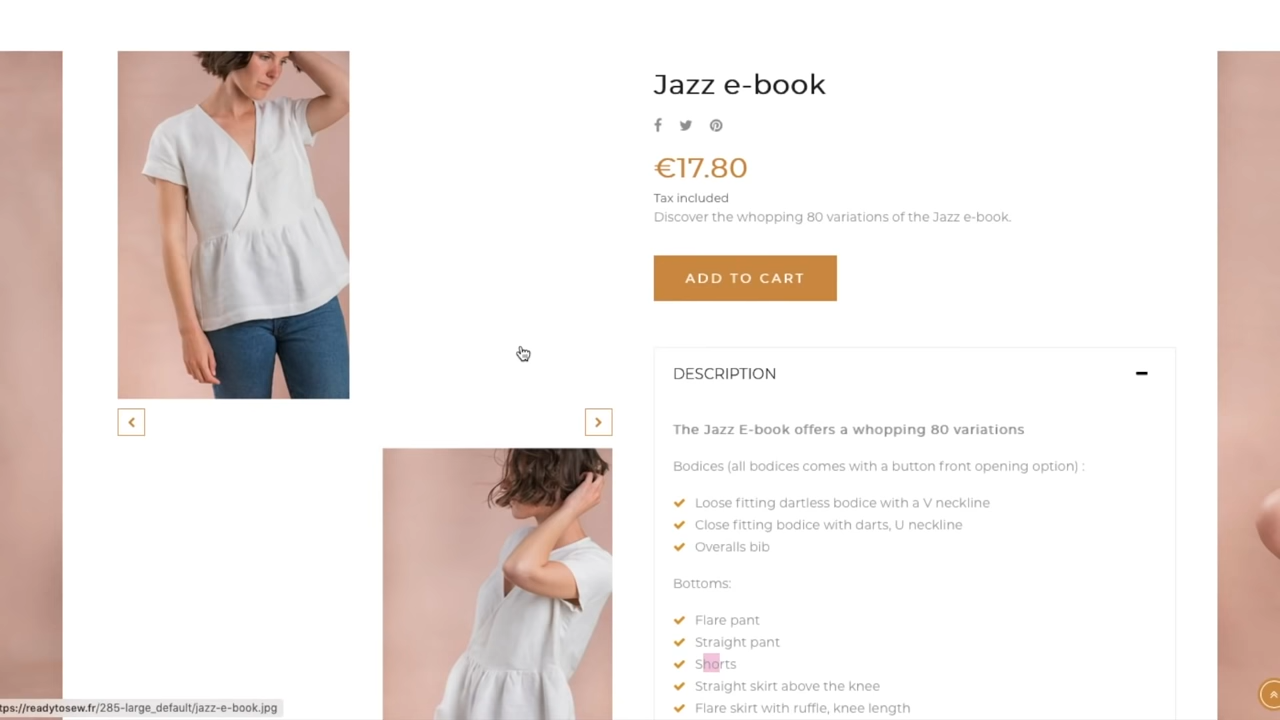 Jazz e-book
€17.80
Tax included
Discover the whopping 80 variations of the Jazz e-book.
ADD TO CART
DESCRIPTION
The Jazz E-book offers a whopping 80 variations
Bodices (all bodices comes with a button front opening option) :
Loose fitting dartless bodice with a V neckline
Close fitting bodice with darts, U neckline
Overalls bib
Bottoms:
Flare pant
Straight pant
Shorts
Straight skirt above the knee
Flare skirt with ruffle, knee length
tps://readytosew.fr/285-large_default/jazz-e-book.jpg